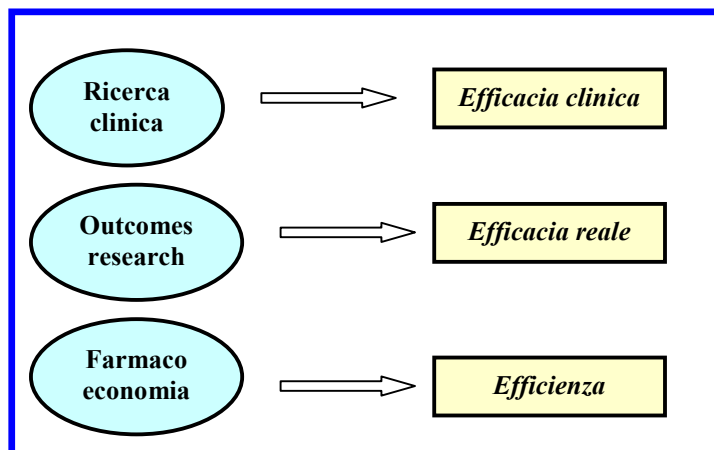 Ricerca
clinica
Efficacia clinica
Outcomes
research
Efficacia reale
Farmaco
economia
Efficienza